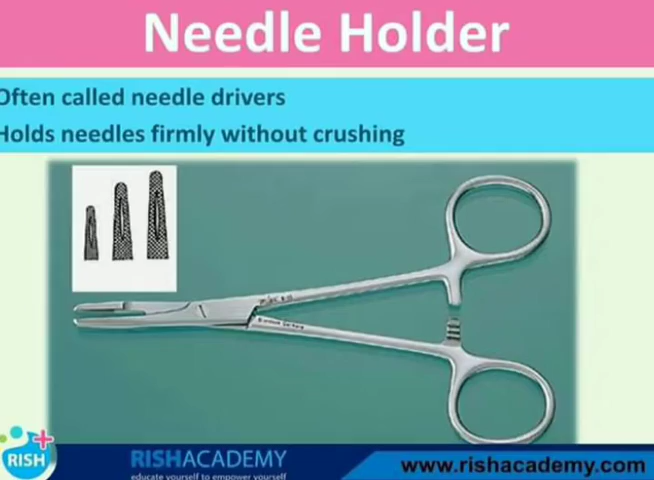 Needle Holder
Often called needle drivers
Holds needles firmly without crushing
RISH
RISHACADEMY
educate yourself to empower yourself
www.rishacademy.com